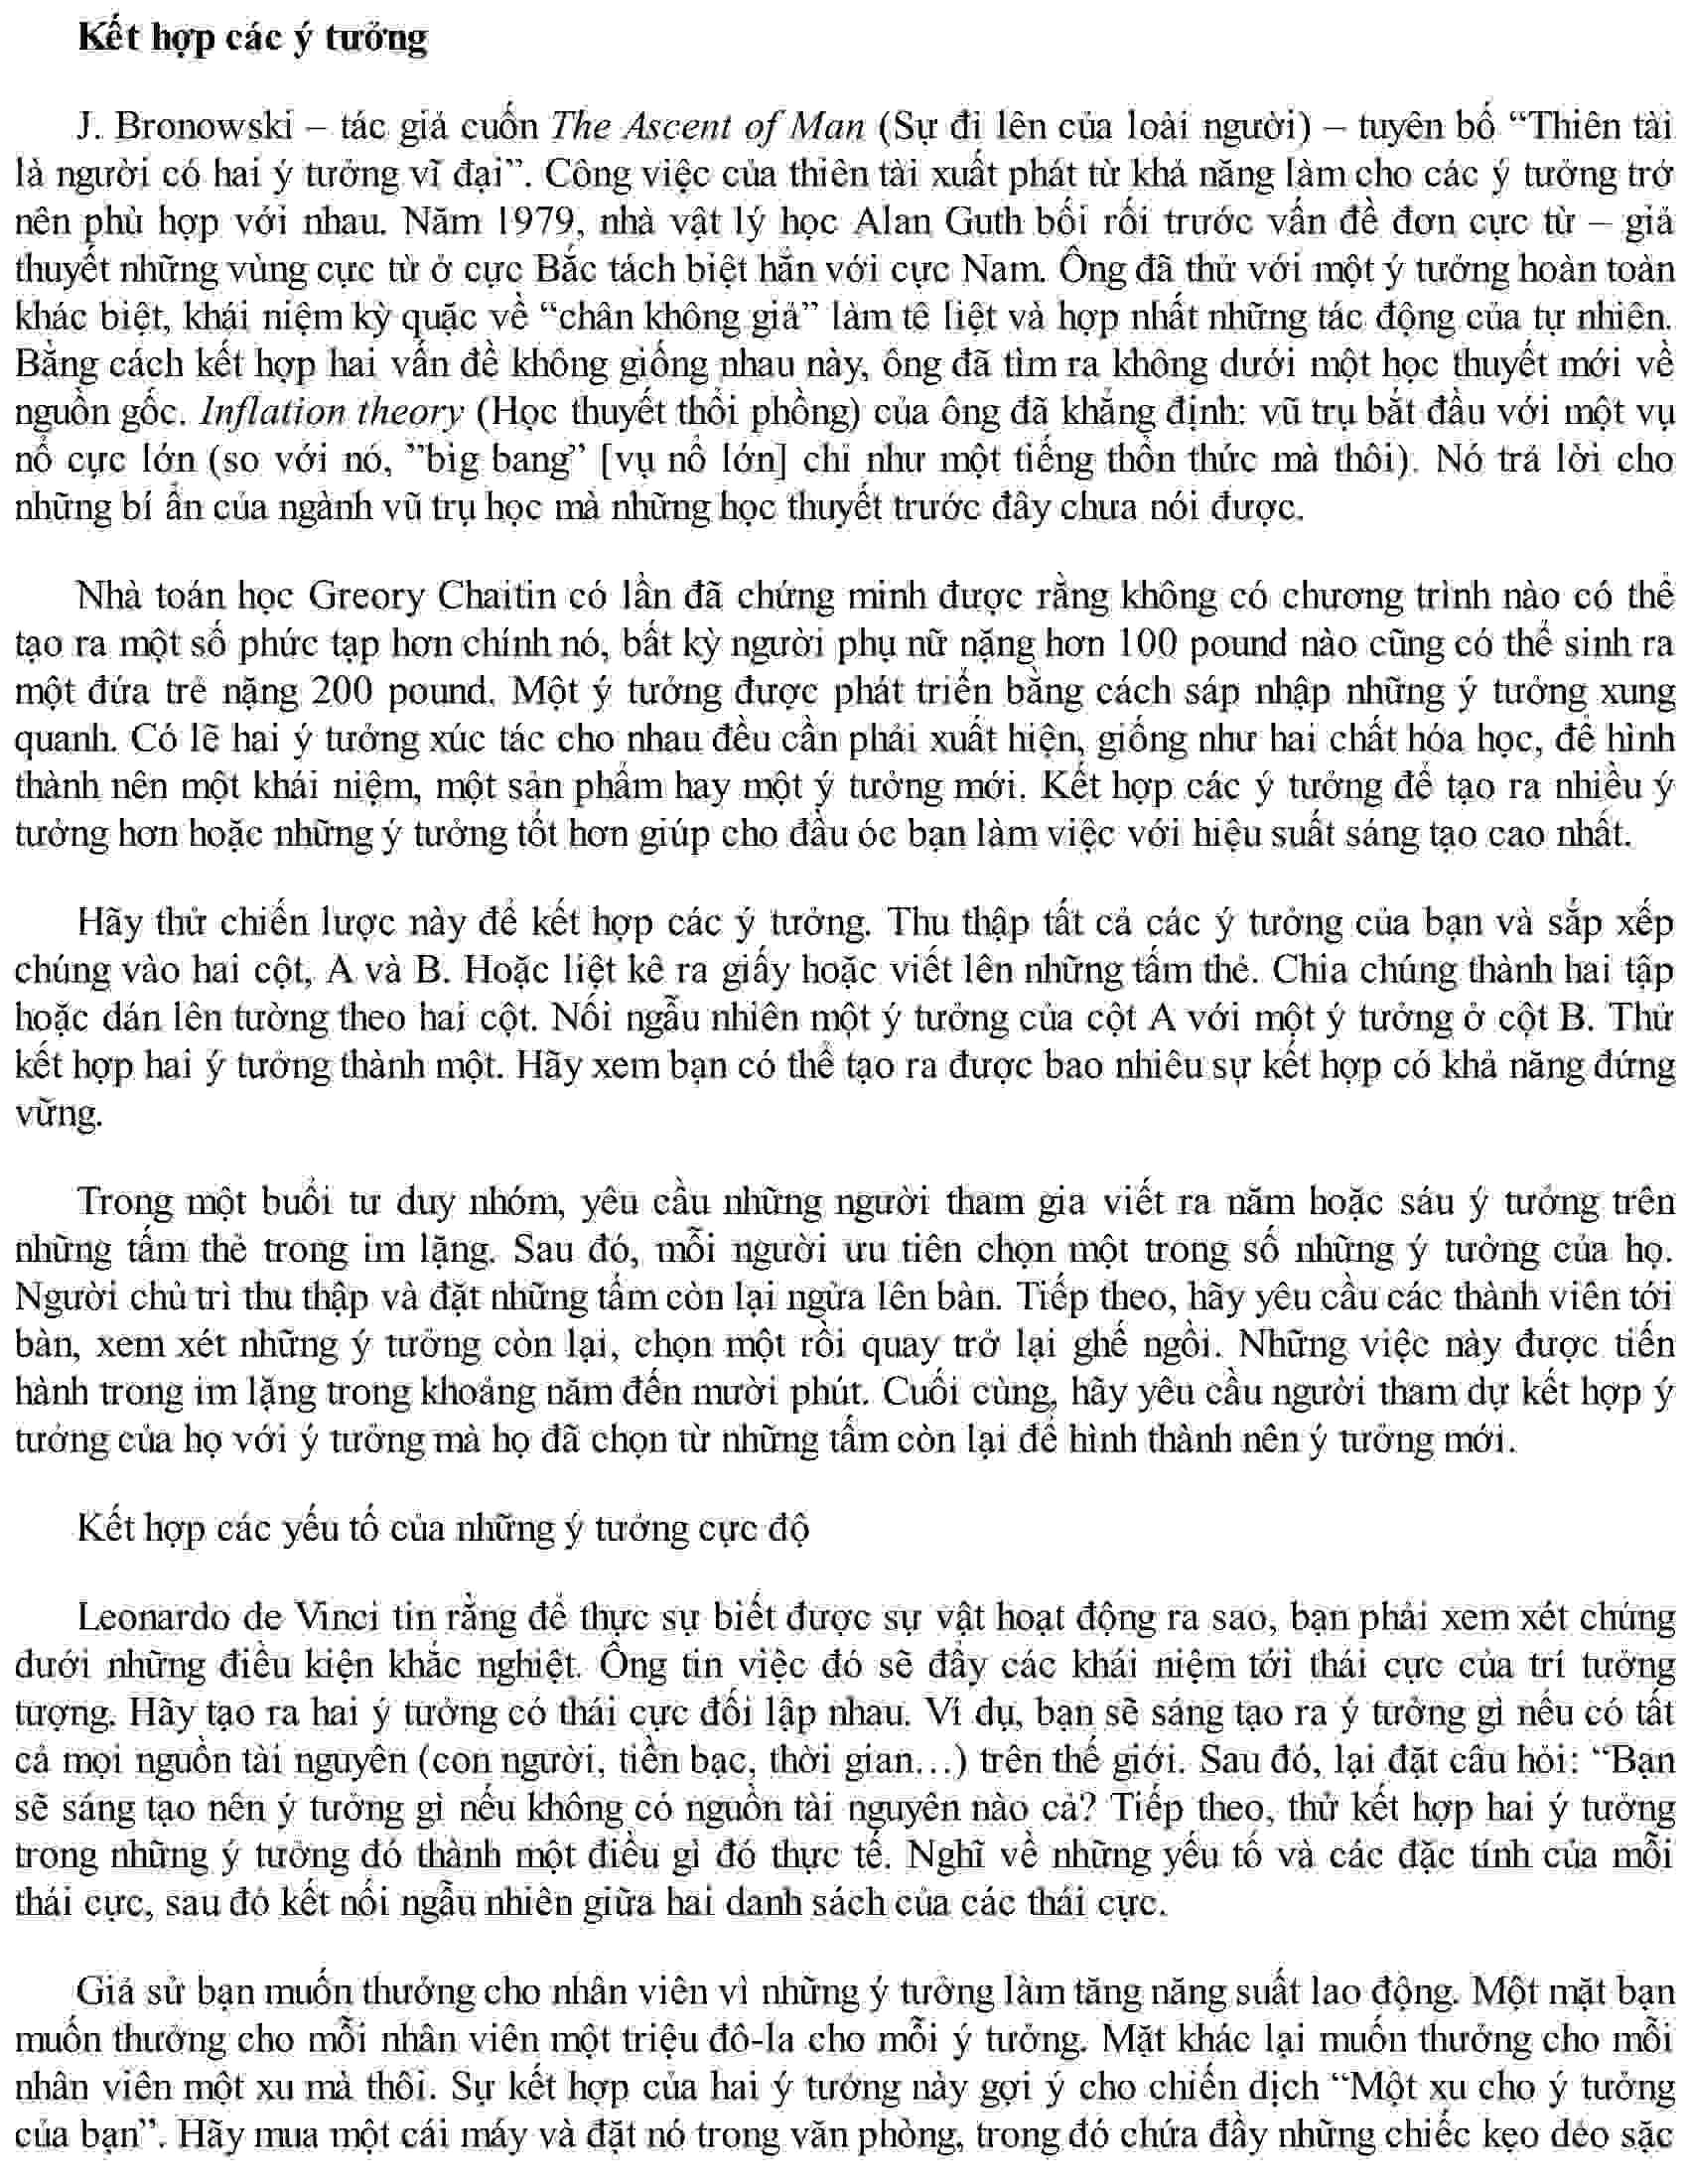 Kết hợp các ý tưởng
J. Bronowski – tác giả cuốn The Ascent of Man (Sự đi lên của loài người) – tuyên bố “Thiên tài
là người có hai ý tưởng vĩ đại”. Công việc của thiên tài xuất phát từ khả năng làm cho các ý tưởng trở
nên phù hợp với nhau. Năm 1979, nhà vật lý học Alan Guth bối rối trước vấn đề đơn cực từ – giả
thuyết những vùng cực từ ở cực Bắc tách biệt hẳn với cực Nam. Ông đã thử với một ý tưởng hoàn toàn
khác biệt, khái niệm kỳ quặc về “chân không giả” làm tê liệt và hợp nhất những tác động của tự nhiên.
Bằng cách kết hợp hai vấn đề không giống nhau này, ông đã tìm ra không dưới một học thuyết mới về
nguồn gốc. Inflation theory (Học thuyết thổi phồng) của ông đã khẳng định: vũ trụ bắt đầu với một vụ
nổ cực lớn (so với nó, ”big bang” [vụ nổ lớn] chỉ như một tiếng thổn thức mà thôi). Nó trả lời cho
những bí ẩn của ngành vũ trụ học mà những học thuyết trước đây chưa nói được.
Nhà toán học Greory Chaitin có lần đã chứng minh được rằng không có chương trình nào có thể
tạo ra một số phức tạp hơn chính nó, bất kỳ người phụ nữ nặng hơn 100 pound nào cũng có thể sinh ra
một đứa trẻ nặng 200 pound. Một ý tưởng được phát triển bằng cách sáp nhập những ý tưởng xung
quanh. Có lẽ hai ý tưởng xúc tác cho nhau đều cần phải xuất hiện, giống như hai chất hóa học, để hình
thành nên một khái niệm, một sản phẩm hay một ý tưởng mới. Kết hợp các ý tưởng để tạo ra nhiều ý
tưởng hơn hoặc những ý tưởng tốt hơn giúp cho đầu óc bạn làm việc với hiệu suất sáng tạo cao nhất.
Hãy thử chiến lược này để kết hợp các ý tưởng. Thu thập tất cả các ý tưởng của bạn và sắp xếp
chúng vào hai cột, A và B. Hoặc liệt kê ra giấy hoặc viết lên những tấm thẻ. Chia chúng thành hai tập
hoặc dán lên tường theo hai cột. Nối ngẫu nhiên một ý tưởng của cột A với một ý tưởng ở cột B. Thử
kết hợp hai ý tưởng thành một. Hãy xem bạn có thể tạo ra được bao nhiêu sự kết hợp có khả năng đứng
vững.
Trong một buổi tư duy nhóm, yêu cầu những người tham gia viết ra năm hoặc sáu ý tưởng trên
những tấm thẻ trong im lặng. Sau đó, mỗi người ưu tiên chọn một trong số những ý tưởng của họ.
Người chủ trì thu thập và đặt những tấm còn lại ngửa lên bàn. Tiếp theo, hãy yêu cầu các thành viên tới
bàn, xem xét những ý tưởng còn lại, chọn một rồi quay trở lại ghế ngồi. Những việc này được tiến
hành trong im lặng trong khoảng năm đến mười phút. Cuối cùng, hãy yêu cầu người tham dự kết hợp ý
tưởng của họ với ý tưởng mà họ đã chọn từ những tấm còn lại để hình thành nên ý tưởng mới.
Kết hợp các yếu tố của những ý tưởng cực độ
Leonardo de Vinci tin rằng để thực sự biết được sự vật hoạt động ra sao, bạn phải xem xét chúng
dưới những điều kiện khắc nghiệt. Ông tin việc đó sẽ đẩy các khái niệm tới thái cực của trí tưởng
tượng. Hãy tạo ra hai ý tưởng có thái cực đối lập nhau. Ví dụ, bạn sẽ sáng tạo ra ý tưởng gì nếu có tất
cả mọi nguồn tài nguyên (con người, tiền bạc, thời gian…) trên thế giới. Sau đó, lại đặt câu hỏi: “Bạn
sẽ sáng tạo nên ý tưởng gì nếu không có nguồn tài nguyên nào cả? Tiếp theo, thử kết hợp hai ý tưởng
trong những ý tưởng đó thành một điều gì đó thực tế. Nghĩ về những yếu tố và các đặc tính của mỗi
thái cực, sau đó kết nối ngẫu nhiên giữa hai danh sách của các thái cực.
Giả sử bạn muốn thưởng cho nhân viên vì những ý tưởng làm tăng năng suất lao động. Một mặt bạn
muốn thưởng cho mỗi nhân viên một triệu đô-la cho mỗi ý tưởng. Mặt khác lại muốn thưởng cho mỗi
nhân viên một xu mà thôi. Sự kết hợp của hai ý tưởng này gợi ý cho chiến dịch “Một xu cho ý tưởng
của bạn”. Hãy mua một cái máy và đặt nó trong văn phòng, trong đó chứa đầy những chiếc kẹo dẻo sặc